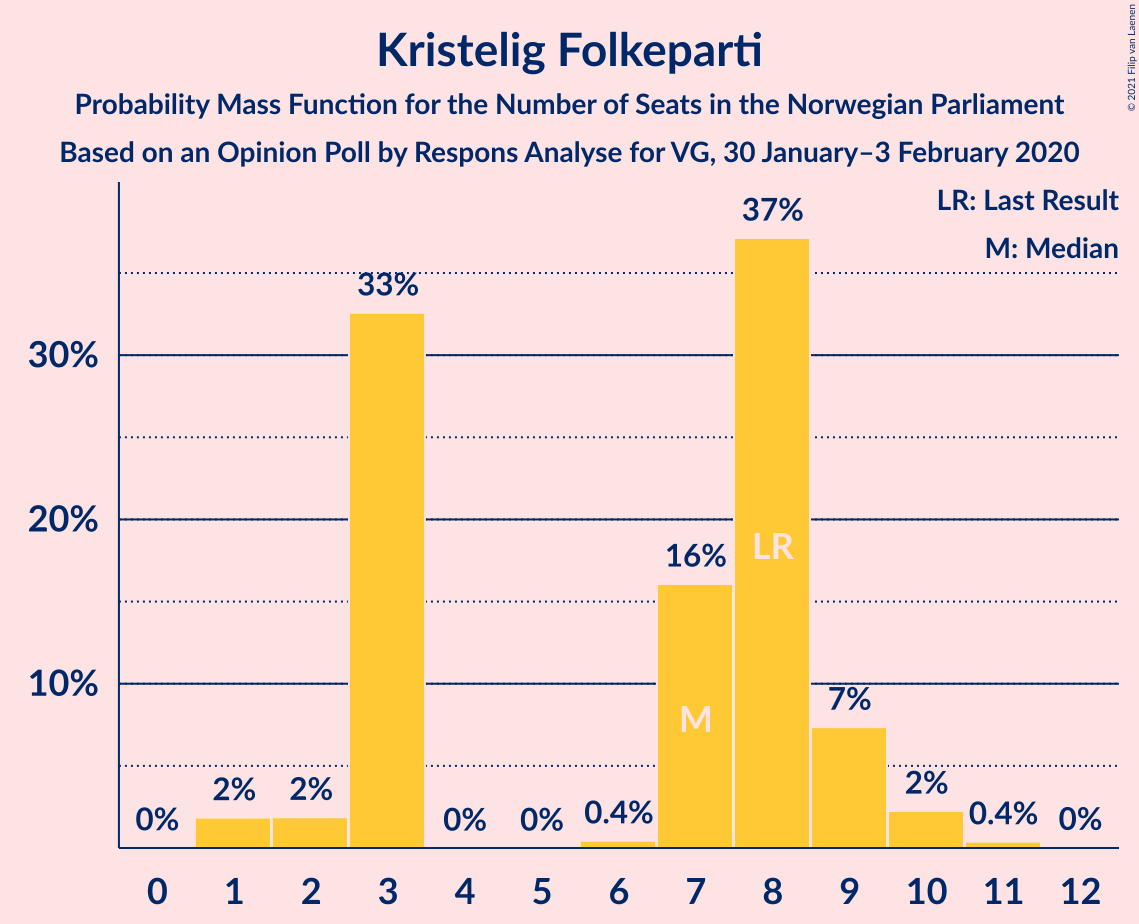 Kristelig Folkeparti
Probability Mass Function for the Number of Seats in the Norwegian Parliament
Based on an Opinion Poll by Respons Analyse for VG, 30 January–3 February 2020
© 2021 Filip van Laenen
LR: Last Result
M: Median
37%
33%
30%
20%
16%
LR
10%
M
7%
0%
2%
2%
0%
0%
0.4%
2%
0.4%
0%
0 1 2 3 4 5 6 7 8 9 10 11 12